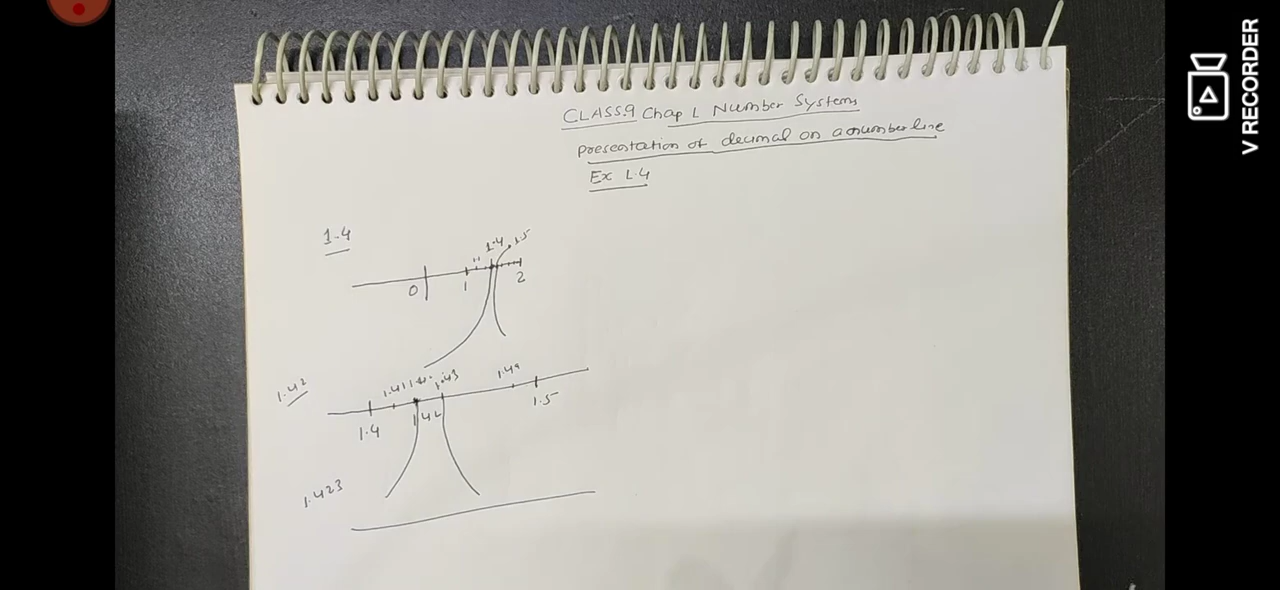 CLASS.9 Chap 1 Number Systems
presentation of decimal on a number line
Ex 1.4
1.4
1.4 1.5
0 1 2
1.42
1.41 1.43 1.49
1.4 1.42 1.5
1.423
V RECORDER